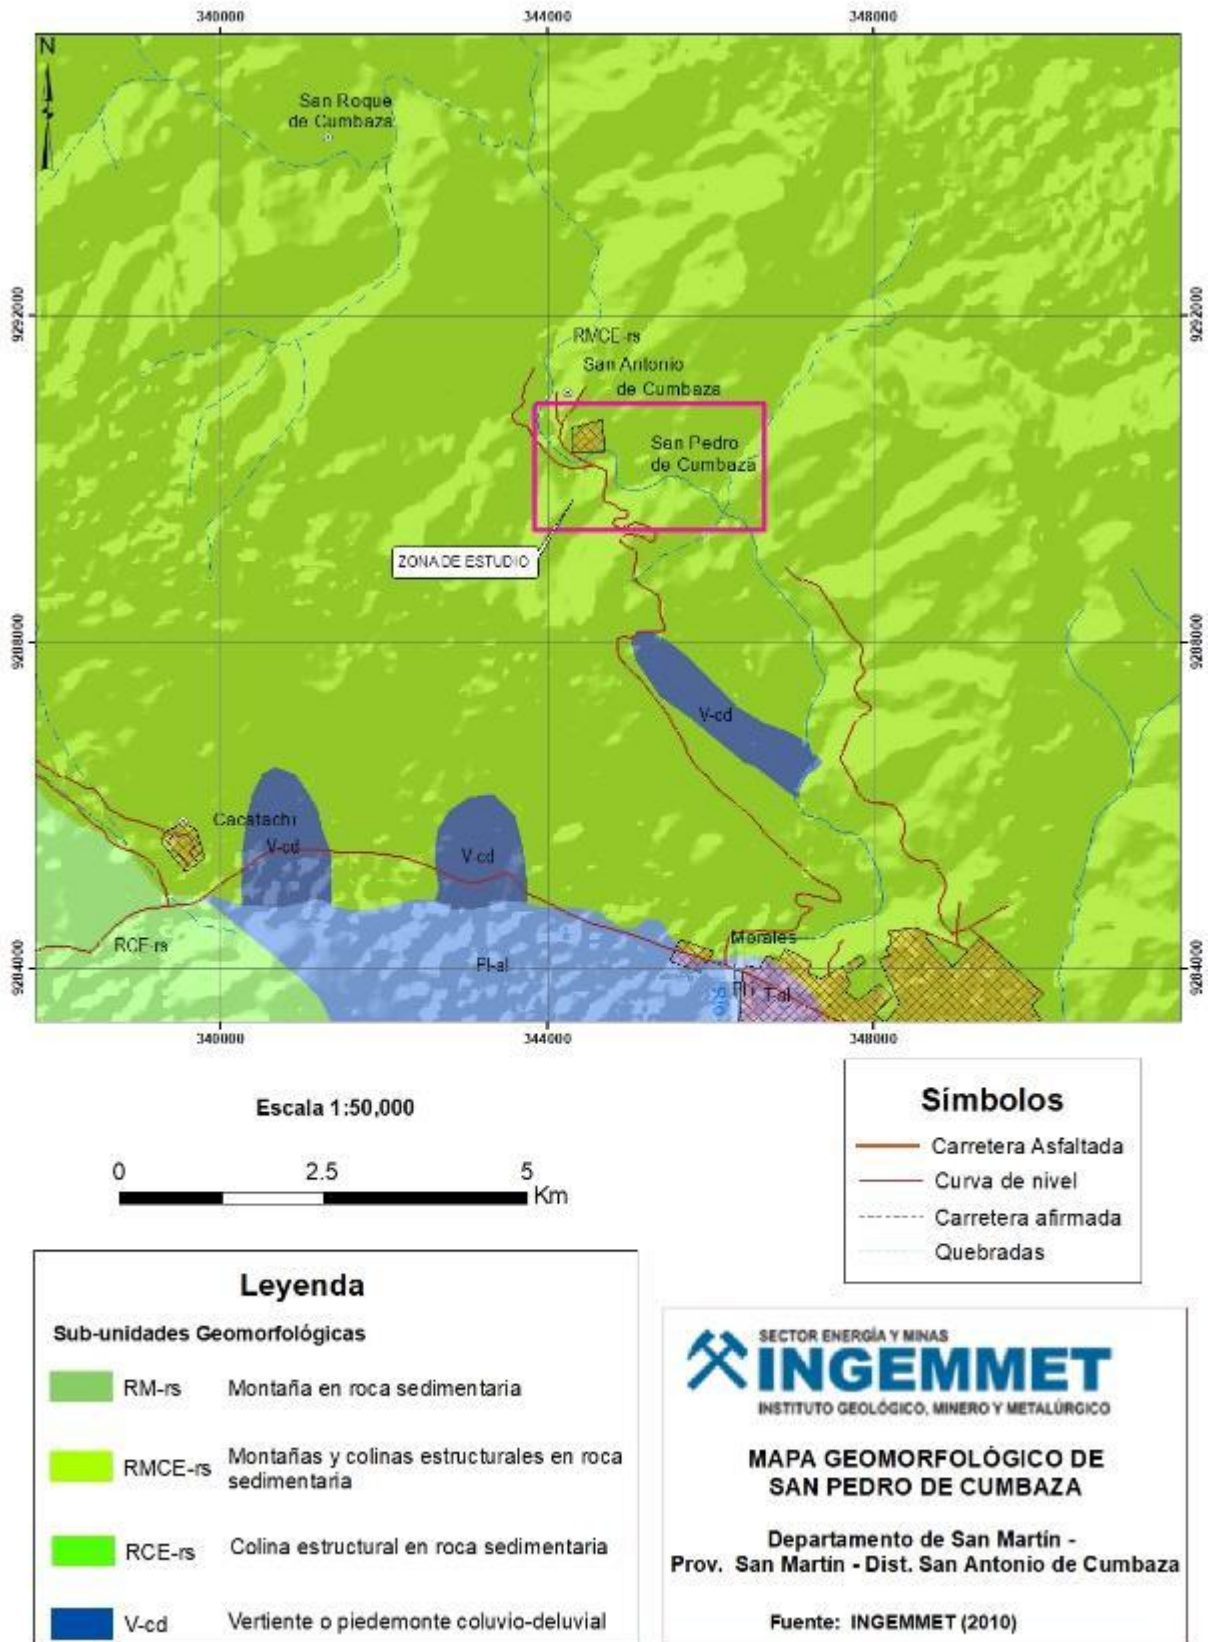 340000
344000
348000
N
San Roque
de Cumbaza
9292000
9292000
RMCE-rs
San Antonio
de Cumbaza
San Pedro
de Cumbaza
ZONA DE ESTUDIO
9288000
9288000
V-cd
Cacatachi
V-cd
V-cd
RCE-rs
Morales
Pl-al
T-al
9284000
9284000
340000
344000
348000
Escala 1:50,000
0
2.5
5
Km
Símbolos
Carretera Asfaltada
Curva de nivel
Carretera afirmada
Quebradas
Leyenda
Sub-unidades Geomorfológicas
RM-rs
Montaña en roca sedimentaria
RMCE-rs
Montañas y colinas estructurales en roca
sedimentaria
RCE-rs
Colina estructural en roca sedimentaria
V-cd
Vertiente o piedemonte coluvio-deluvial
SECTOR ENERGÍA Y MINAS
INGEMMET
INSTITUTO GEOLÓGICO, MINERO Y METALÚRGICO
MAPA GEOMORFOLÓGICO DE
SAN PEDRO DE CUMBAZA
Departamento de San Martín -
Prov. San Martín - Dist. San Antonio de Cumbaza
Fuente: INGEMMET (2010)